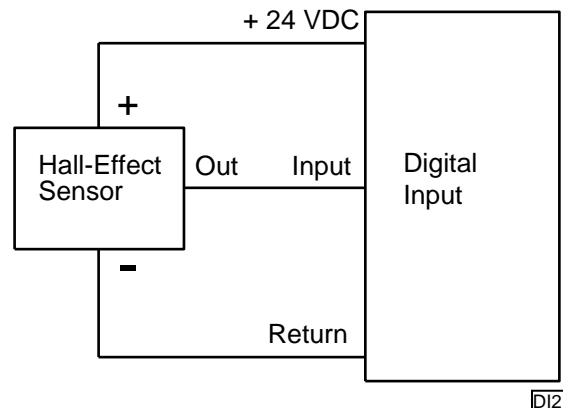 + 24 VDC
+
Hall-Effect
Sensor
Out
Input
Digital
Input
-
Return
DI2